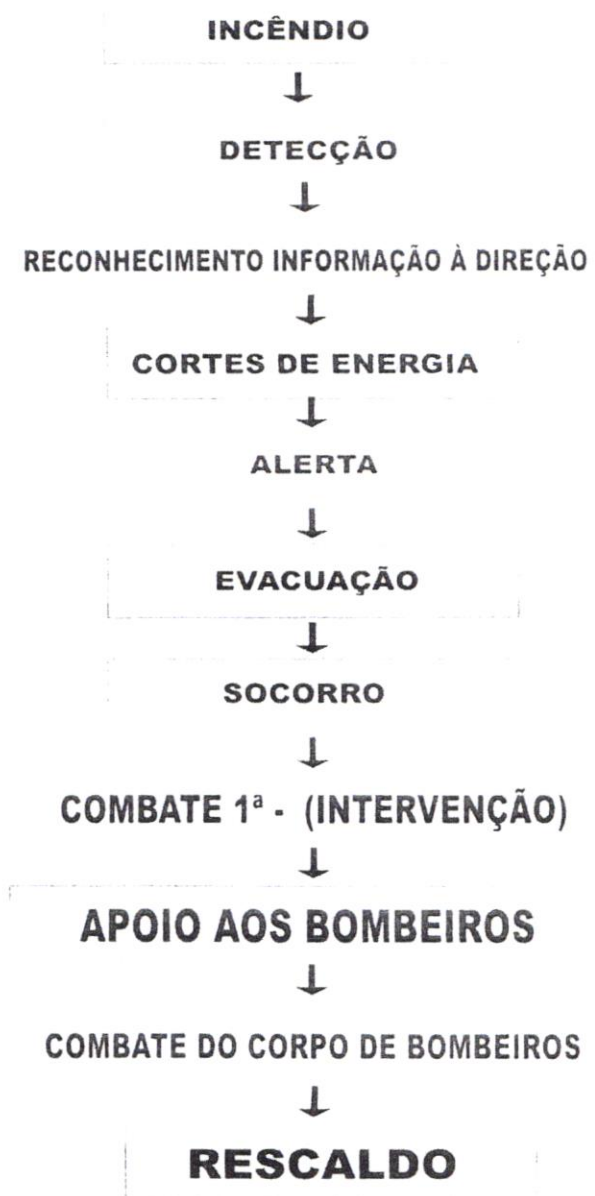 INCÊNDIO
DETECÇÃO
RECONHECIMENTO INFORMAÇÃO À DIREÇÃO
CORTES DE ENERGIA
ALERTA
EVACUAÇÃO
SOCORRO
COMBATE 1ª - (INTERVENÇÃO)
APOIO AOS BOMBEIROS
COMBATE DO CORPO DE BOMBEIROS
RESCALDO